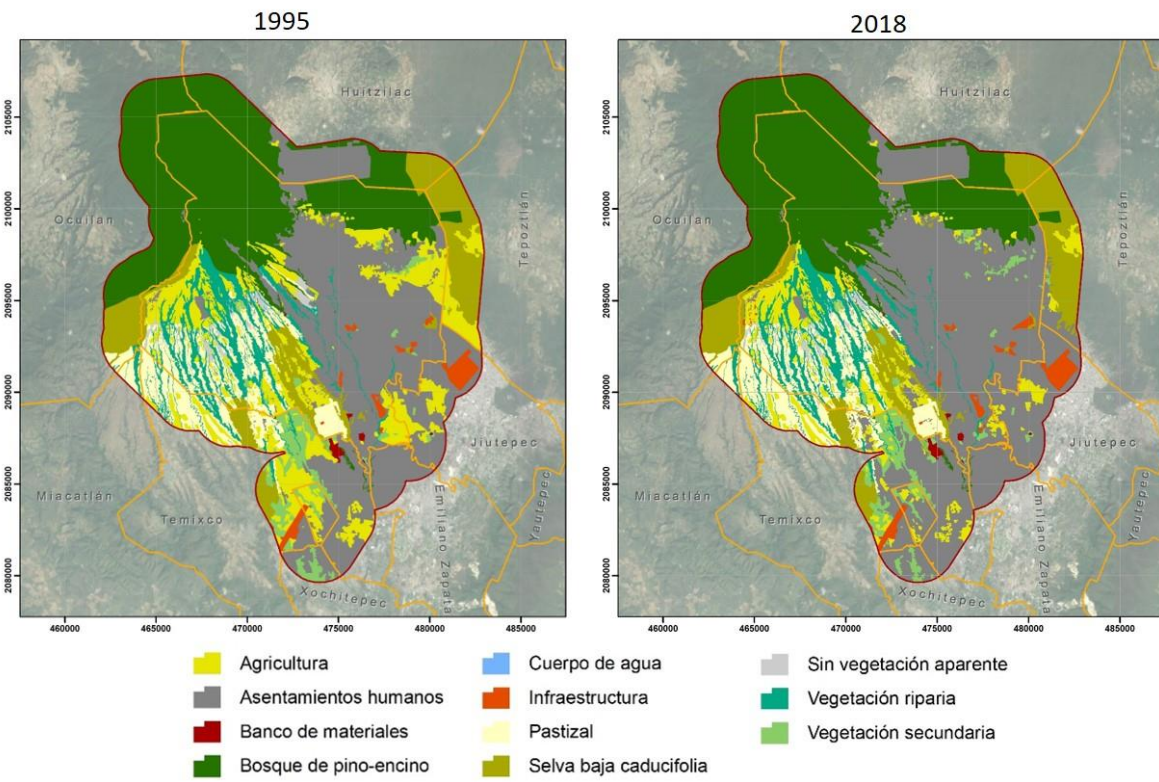 1995
2018
Huitzilac
Ocuilan
Tepoztlán
Jiutepec
Miacatlán
Temixco
Emiliano Zapata
Yautepec
Xochitepec
2105000
2100000
2095000
2090000
2085000
2080000
460000 465000 470000 475000 480000 485000
Huitzilac
Ocuilan
Tepoztlán
Jiutepec
Miacatlán
Temixco
Emiliano Zapata
Yautepec
Xochitepec
2105000
2100000
2095000
2090000
2085000
2080000
460000 465000 470000 475000 480000 485000
Agricultura
Asentamientos humanos
Banco de materiales
Bosque de pino-encino
Cuerpo de agua
Infraestructura
Pastizal
Selva baja caducifolia
Sin vegetación aparente
Vegetación riparia
Vegetación secundaria